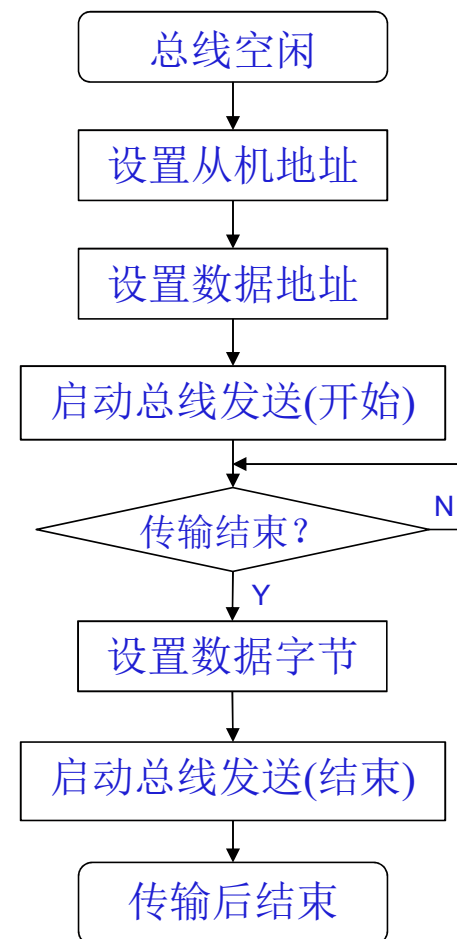 总线空闲
设置从机地址
设置数据地址
启动总线发送(开始)
传输结束？
N
Y
设置数据字节
启动总线发送(结束)
传输后结束